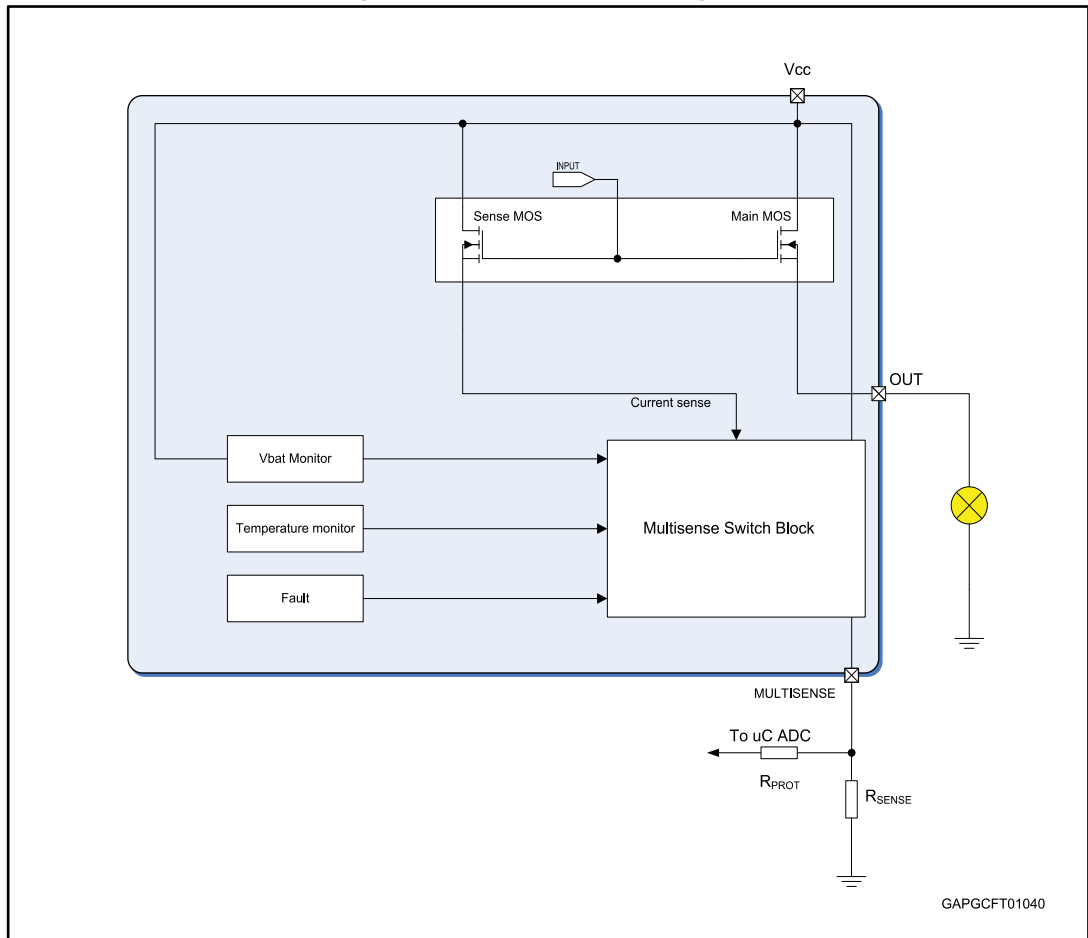 Vcc
INPUT
Sense MOS
Main MOS
OUT
Current sense
Vbat Monitor
Temperature monitor
Multisense Switch Block
Fault
MULTISENSE
To uC ADC
RPROT
RSENSE
GAPGCFT01040